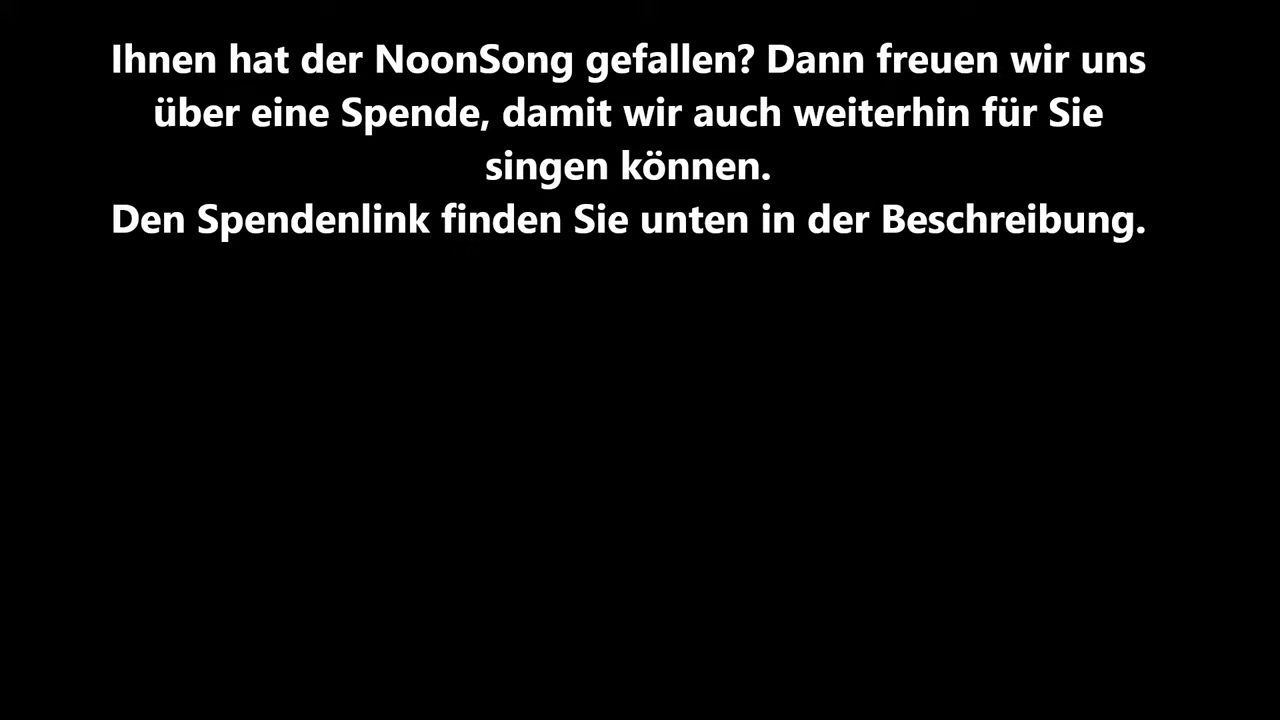 Ihnen hat der NoonSong gefallen? Dann freuen wir uns
über eine Spende, damit wir auch weiterhin für Sie
singen können.
Den Spendenlink finden Sie unten in der Beschreibung.